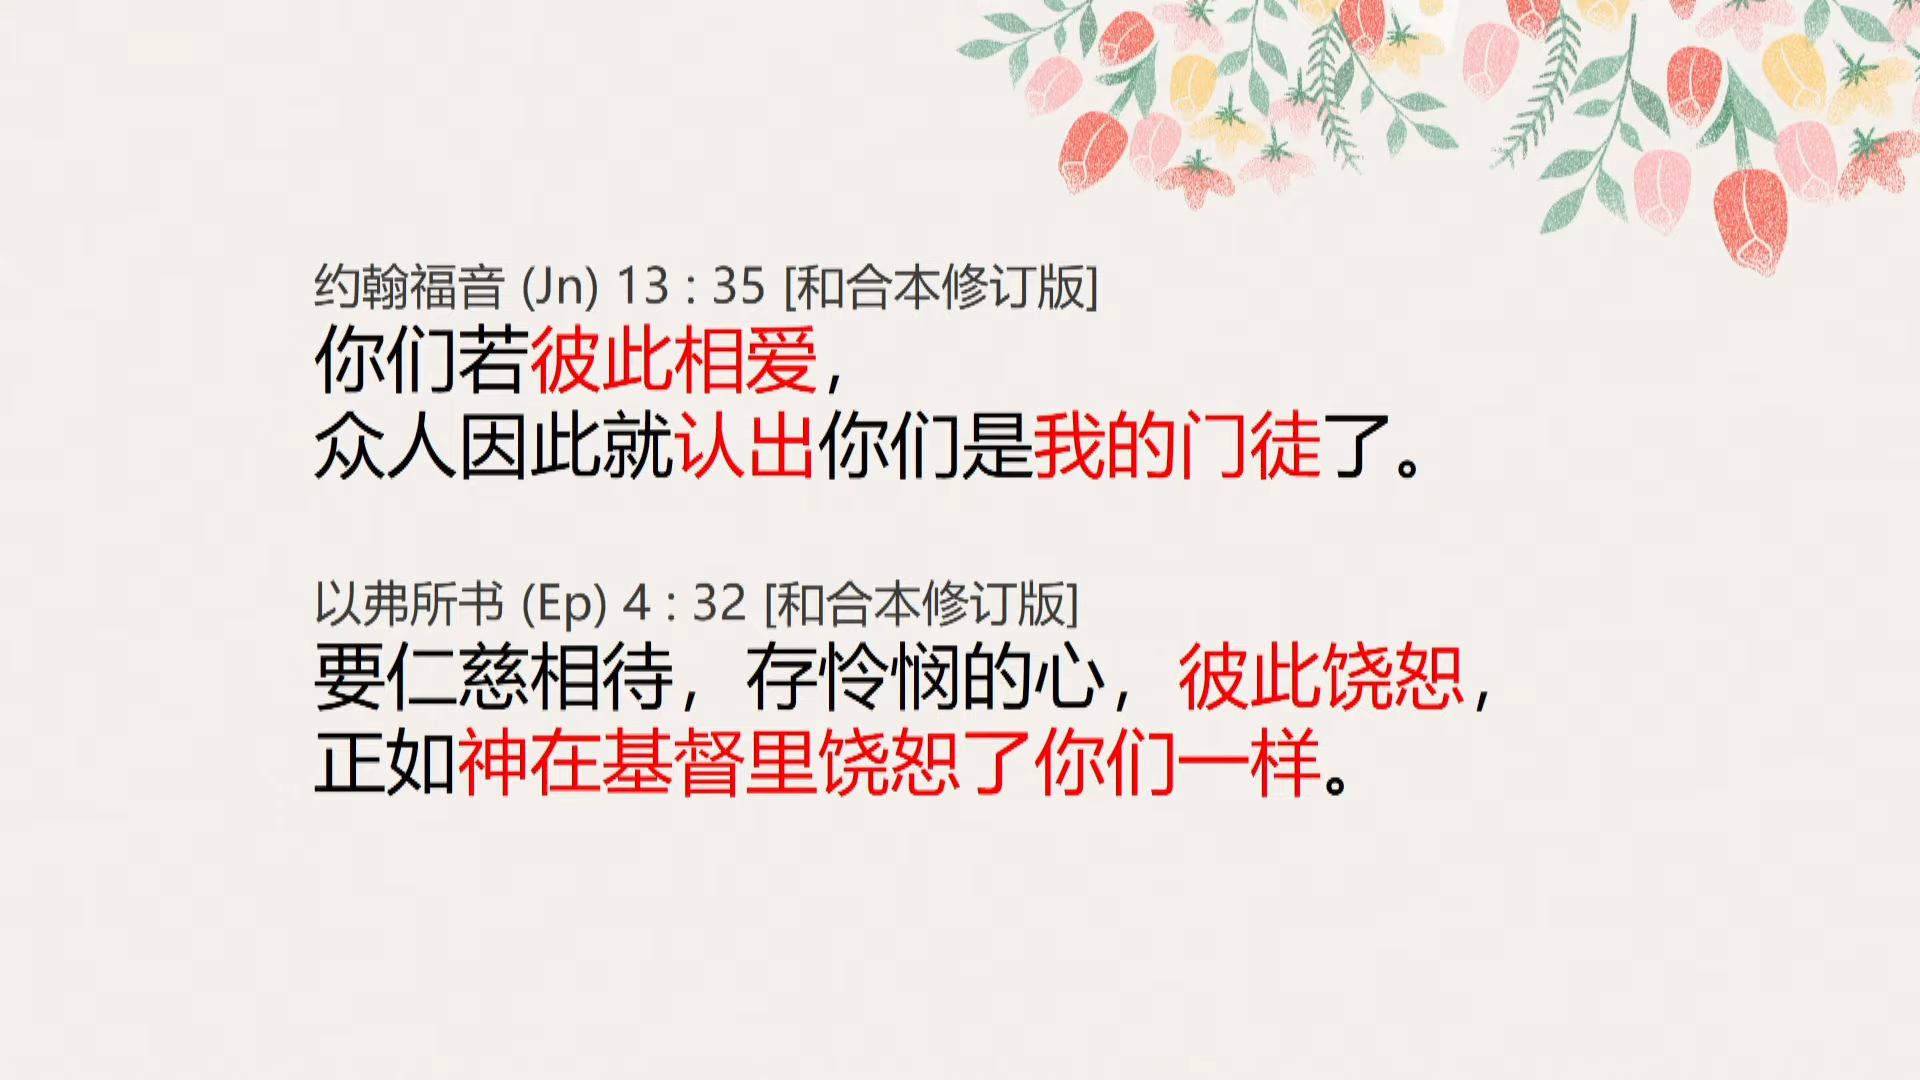 约翰福音 (Jn) 13 : 35 [和合本修订版]
你们若彼此相爱，
众人因此就认出你们是我的门徒了。
以弗所书 (Ep) 4 : 32 [和合本修订版]
要仁慈相待，存怜悯的心，彼此饶恕，
正如神在基督里饶恕了你们一样。